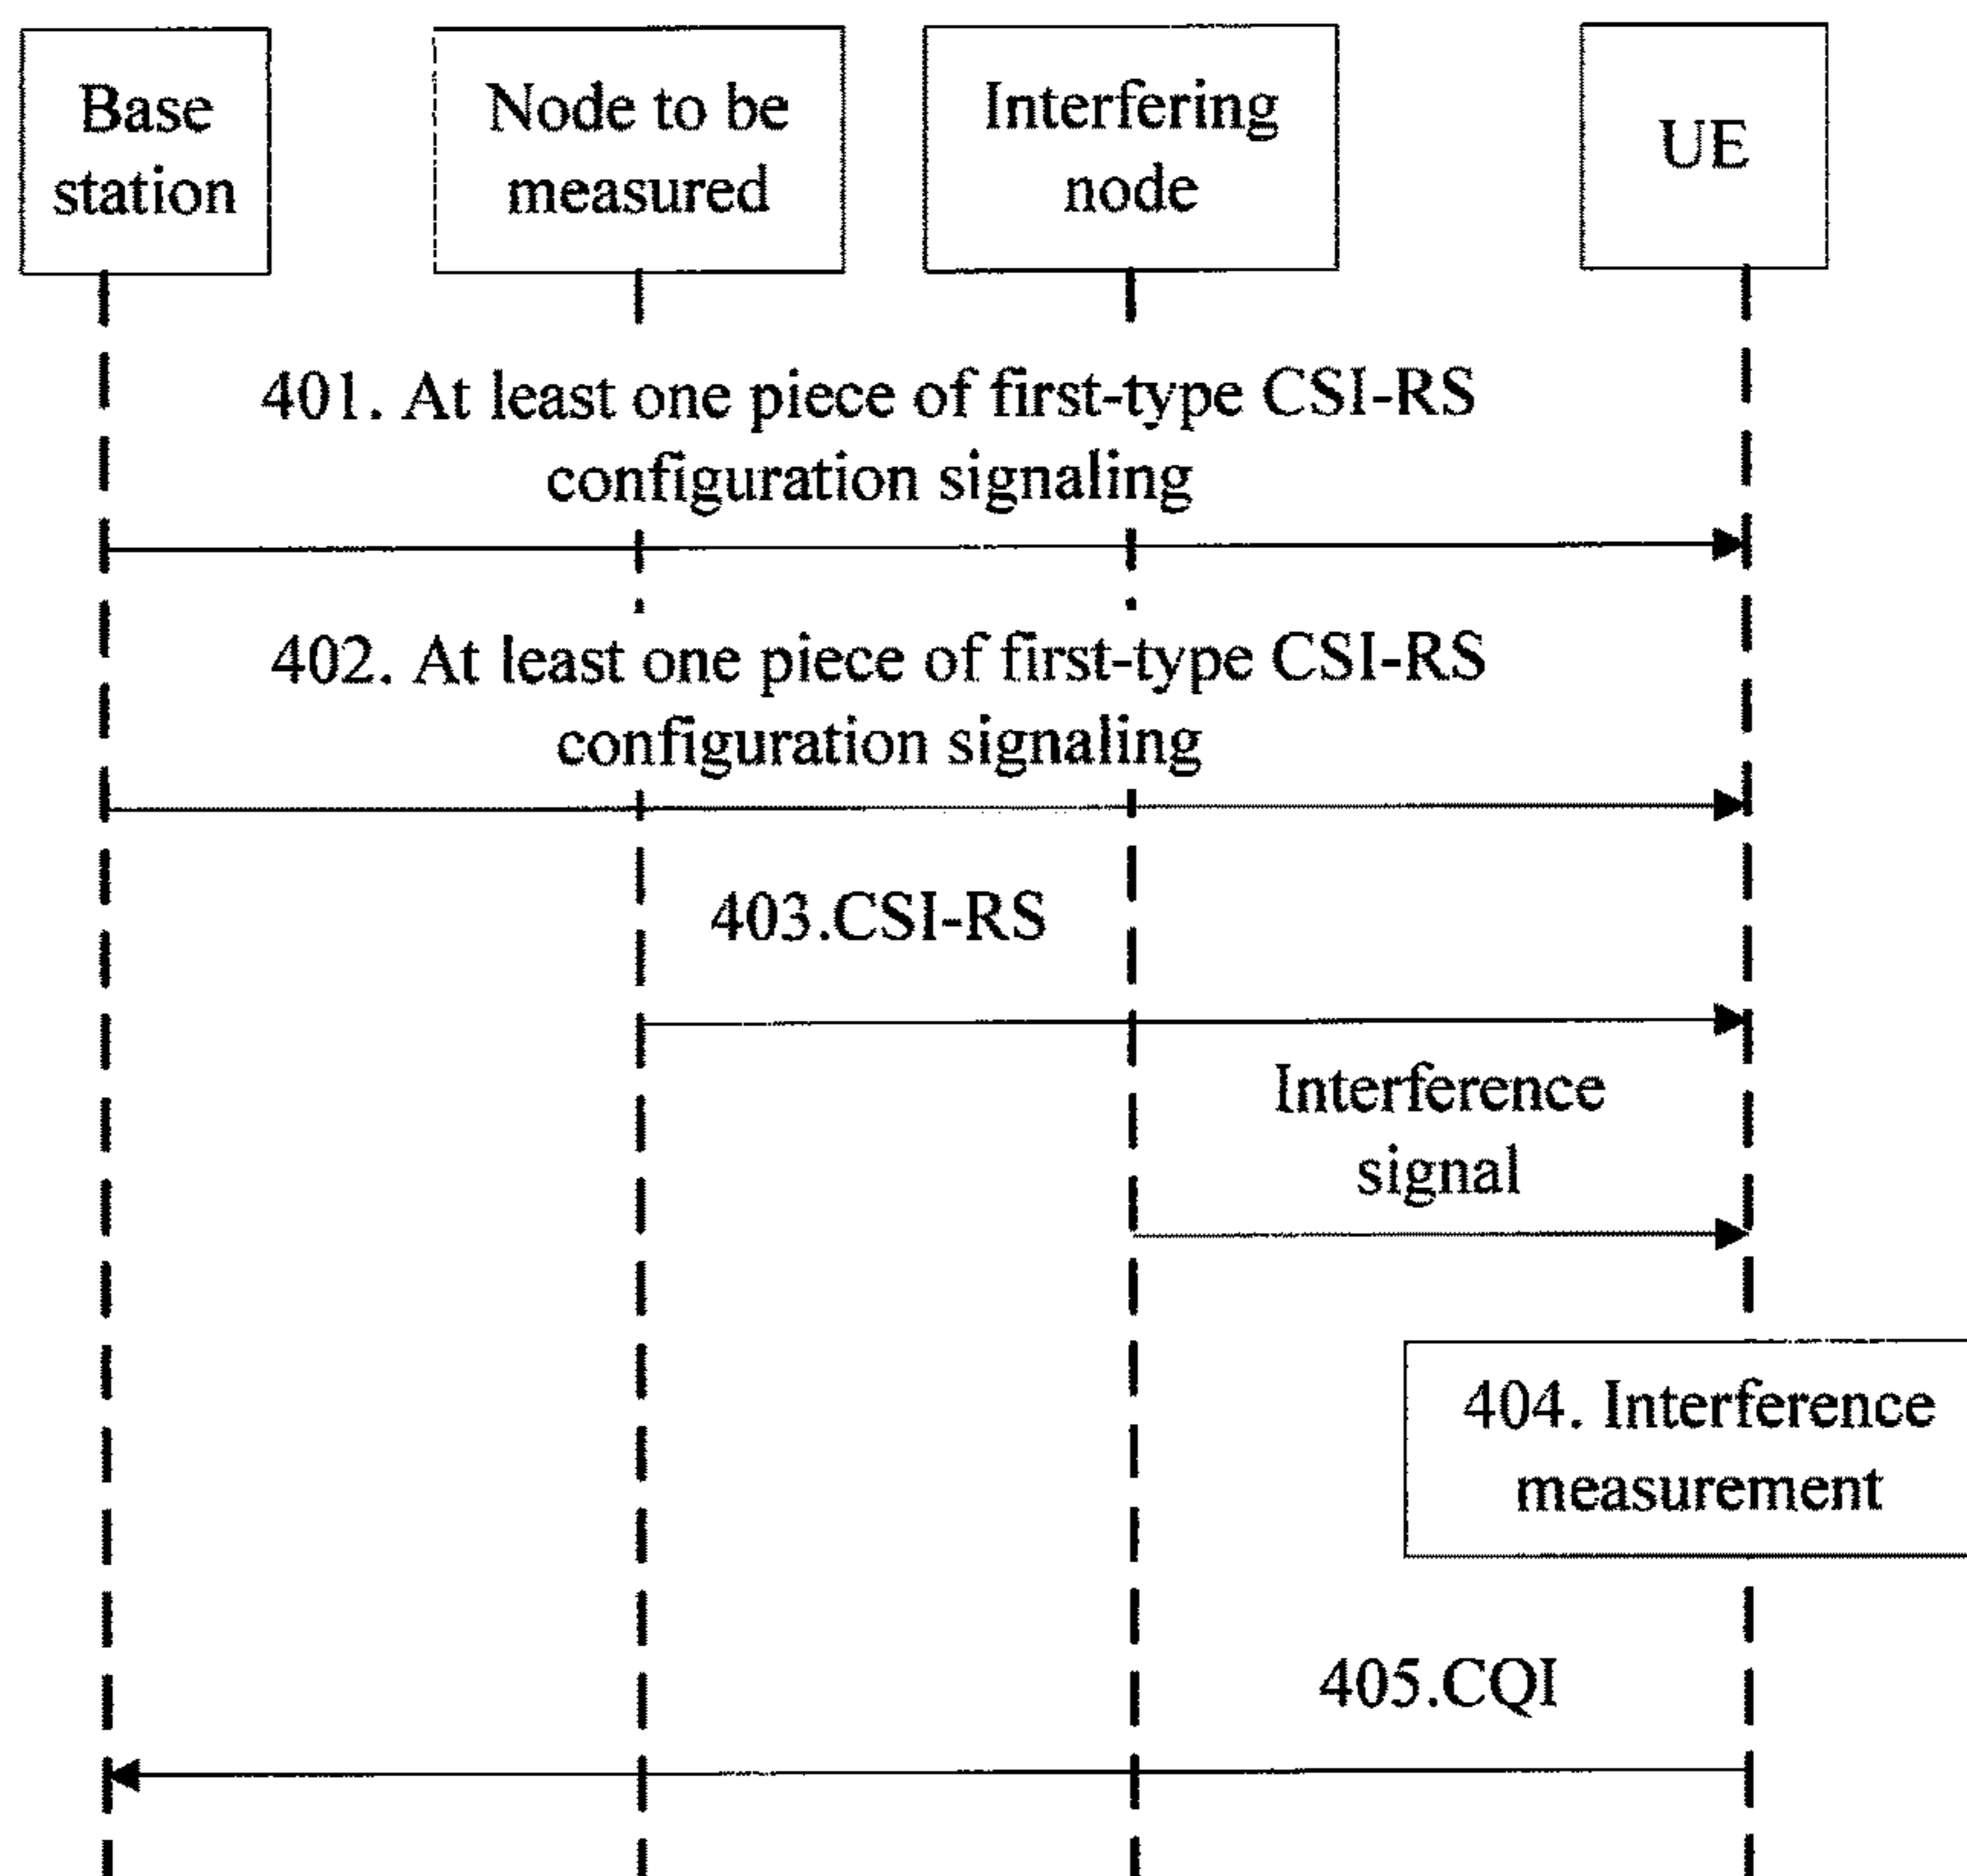 Base
station
Node to be
measured
Interfering
node
UE
401. At least one piece of first-type CSI-RS
configuration signaling
402. At least one piece of first-type CSI-RS
configuration signaling
403.CSI-RS
Interference
signal
404. Interference
measurement
405.CQI